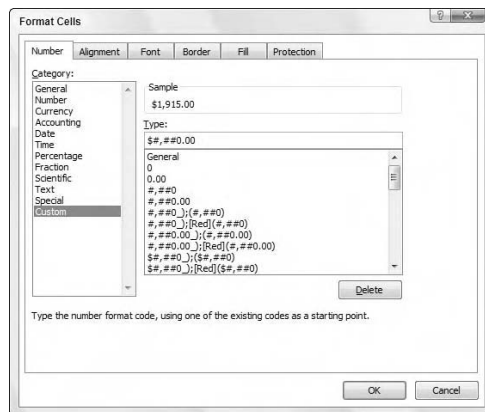 Format Cells
Number Alignment Font Border Fill Protection
Category:
General
Number
Currency
Accounting
Date
Time
Percentage
Fraction
Scientific
Text
Special
Custom
Sample
$1,915.00
Type:
$#,##0.00
General
0
0.00
#,##0
#,##0.00
#,##0_);(#,##0)
#,##0_);[Red](#,##0)
#,##0.00_);(#,##0.00)
#,##0.00_);[Red](#,##0.00)
$#,##0_);($#,##0)
$#,##0_);[Red]($#,##0)
Delete
Type the number format code, using one of the existing codes as a starting point.
OK Cancel